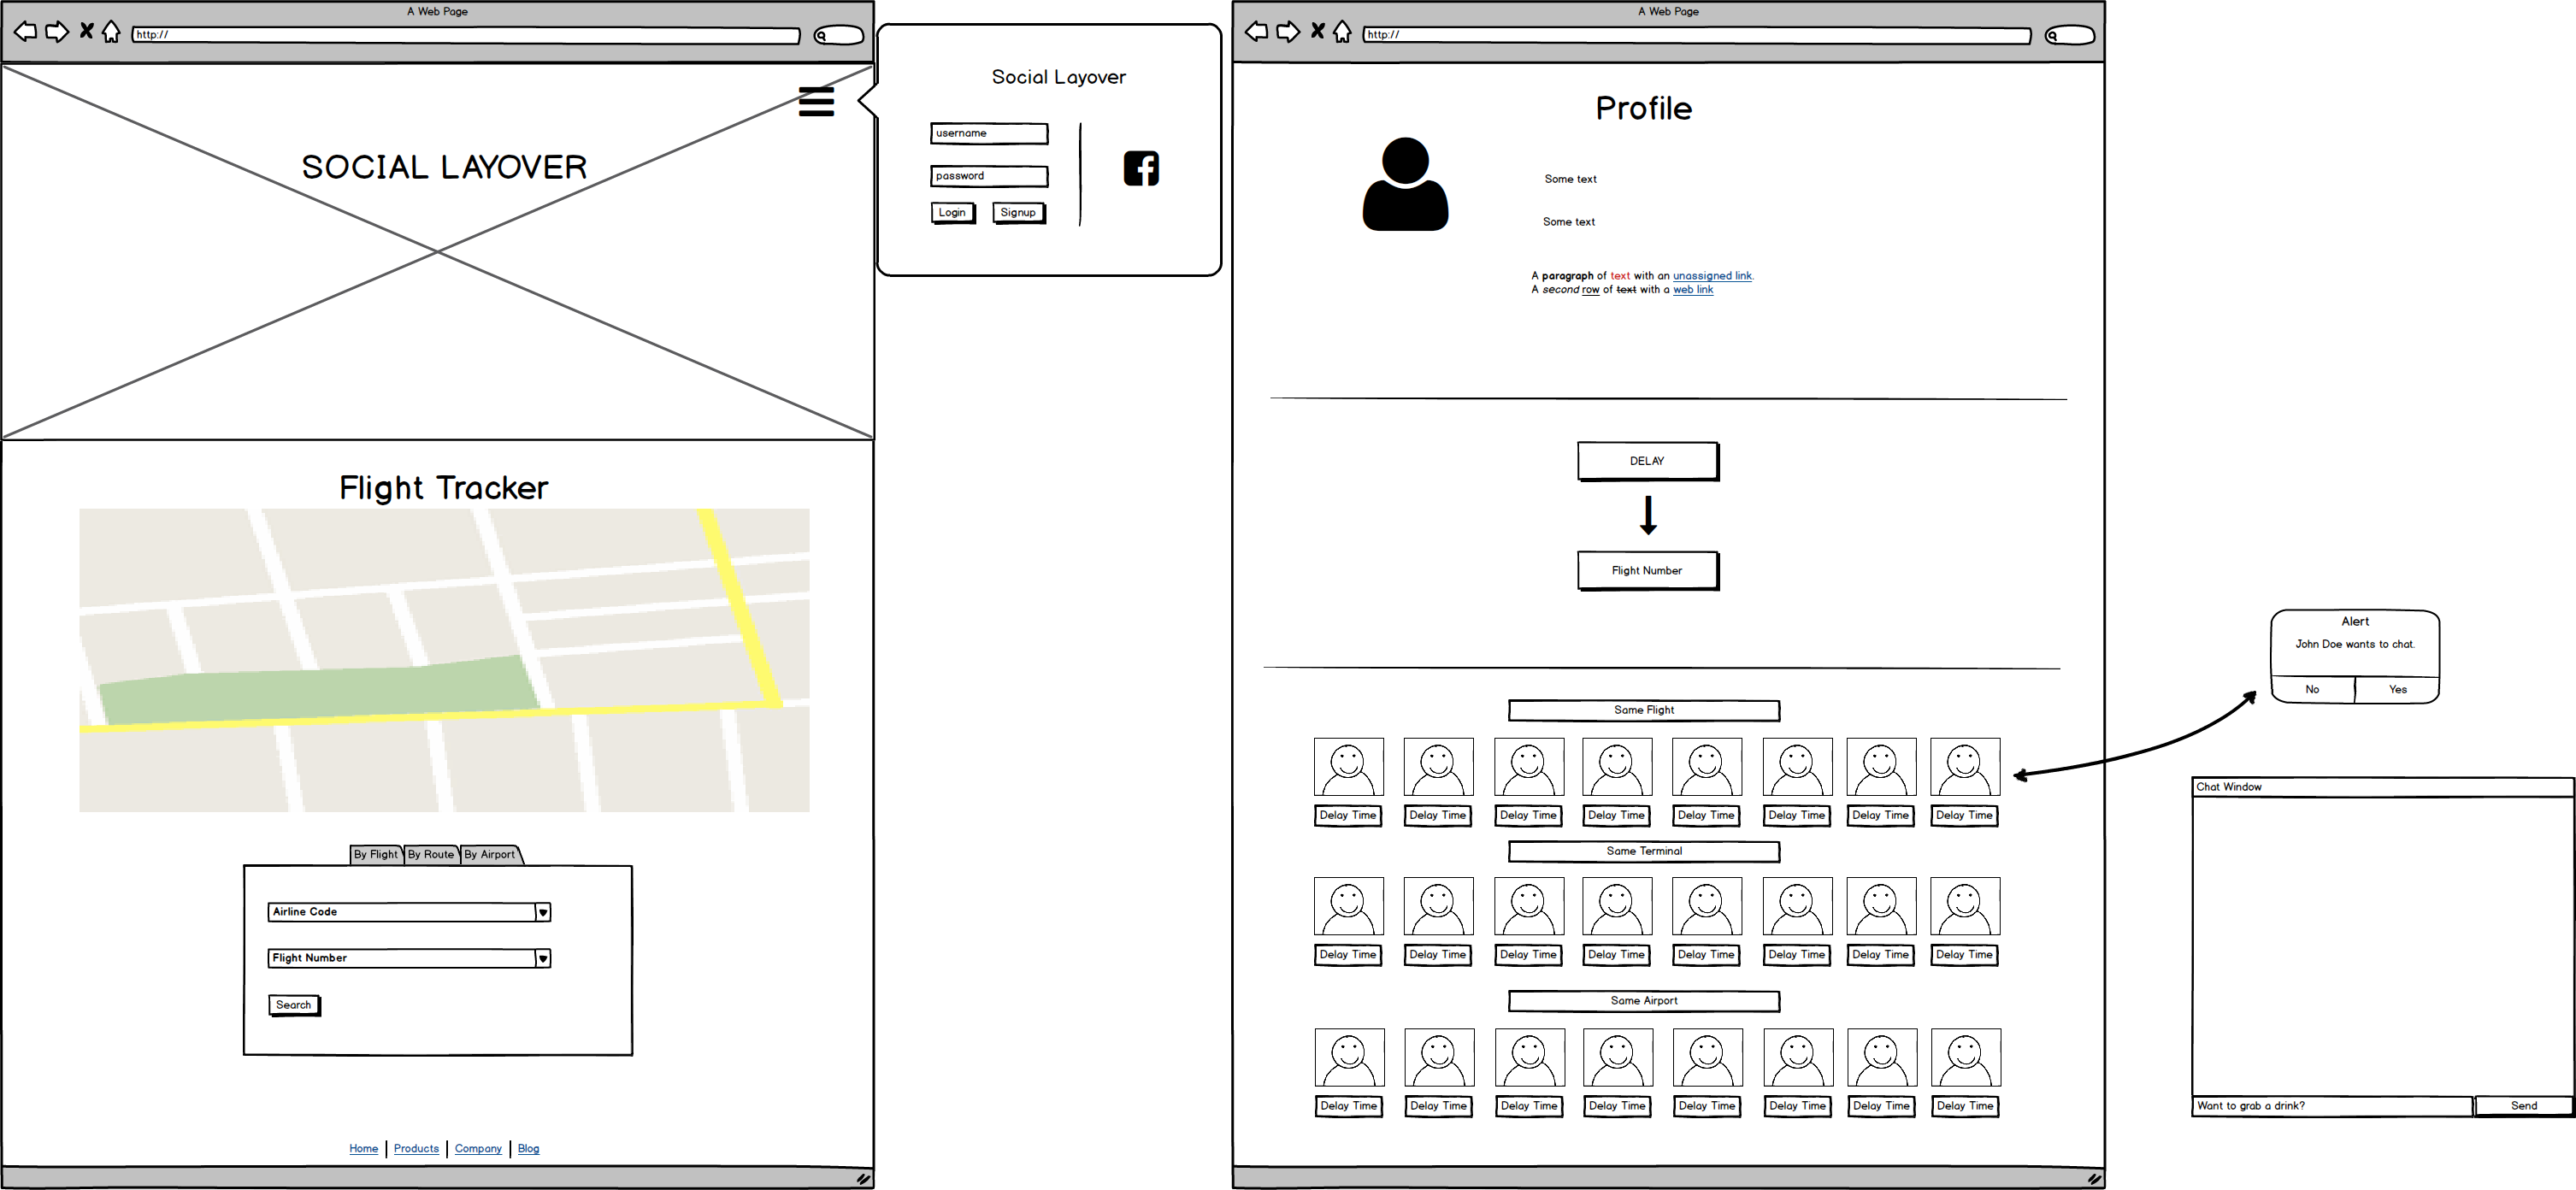 A Web Page
http://
SOCIAL LAYOVER
Flight Tracker
By Flight By Route By Airport
Airline Code
Flight Number
Search
Home Products Company Blog
Social Layover
username
password
Login Signup
A Web Page
http://
Profile
Some text
Some text
A paragraph of text with an unassigned link.
A second row of text with a web link
DELAY
Flight Number
Same Flight
Delay Time Delay Time Delay Time Delay Time Delay Time Delay Time Delay Time Delay Time
Same Terminal
Delay Time Delay Time Delay Time Delay Time Delay Time Delay Time Delay Time Delay Time
Same Airport
Delay Time Delay Time Delay Time Delay Time Delay Time Delay Time Delay Time Delay Time
Alert
John Doe wants to chat.
No Yes
Chat Window
Want to grab a drink? Send